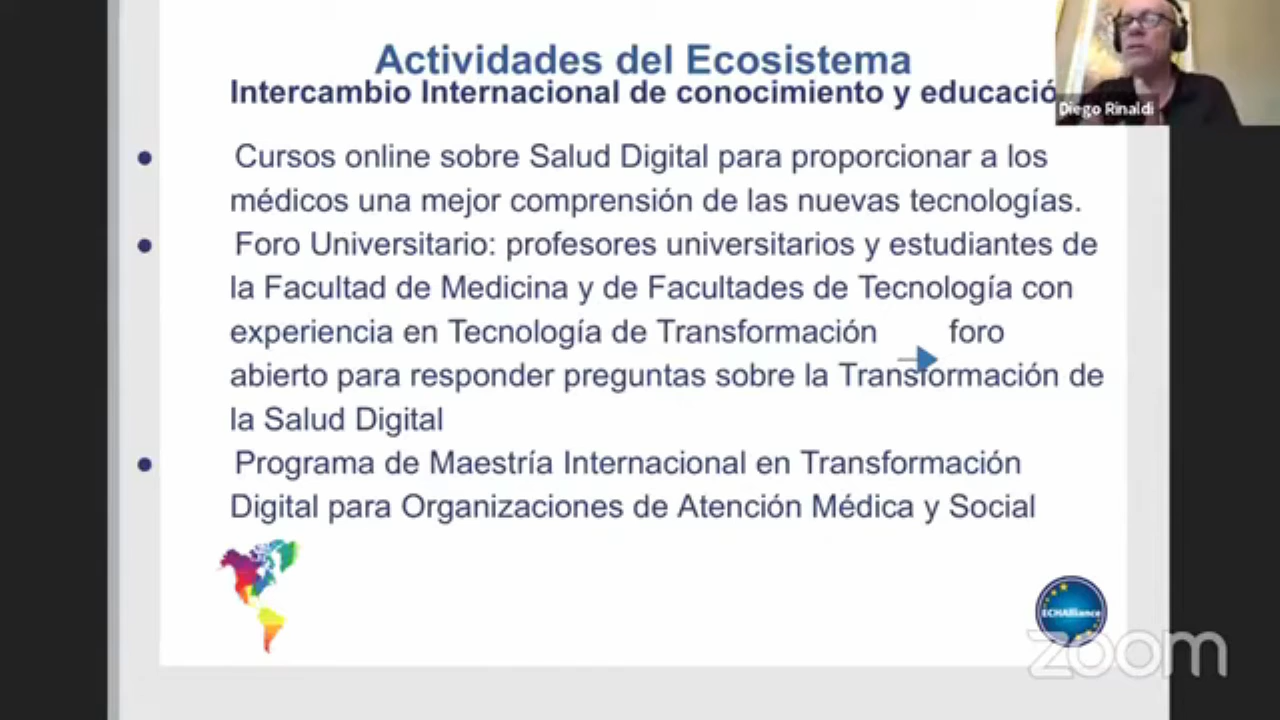 Actividades del Ecosistema
Intercambio Internacional de conocimiento y educació
Diego Rinaldi
• Cursos online sobre Salud Digital para proporcionar a los
médicos una mejor comprensión de las nuevas tecnologías.
• Foro Universitario: profesores universitarios y estudiantes de
la Facultad de Medicina y de Facultades de Tecnología con
experiencia en Tecnología de Transformación foro
abierto para responder preguntas sobre la Transformación de
la Salud Digital
• Programa de Maestría Internacional en Transformación
Digital para Organizaciones de Atención Médica y Social
ECHAlliance
zoom